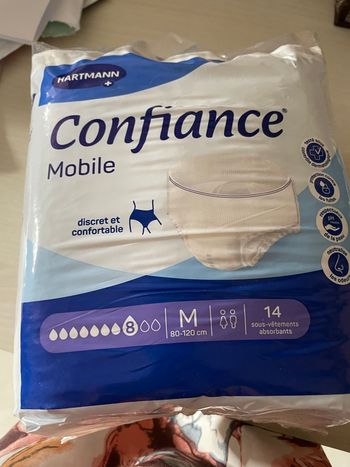 HARTMANN
Confiance®
Mobile
discret et
confortable
8
M
80-120 cm
14
sous-vêtements
absorbants